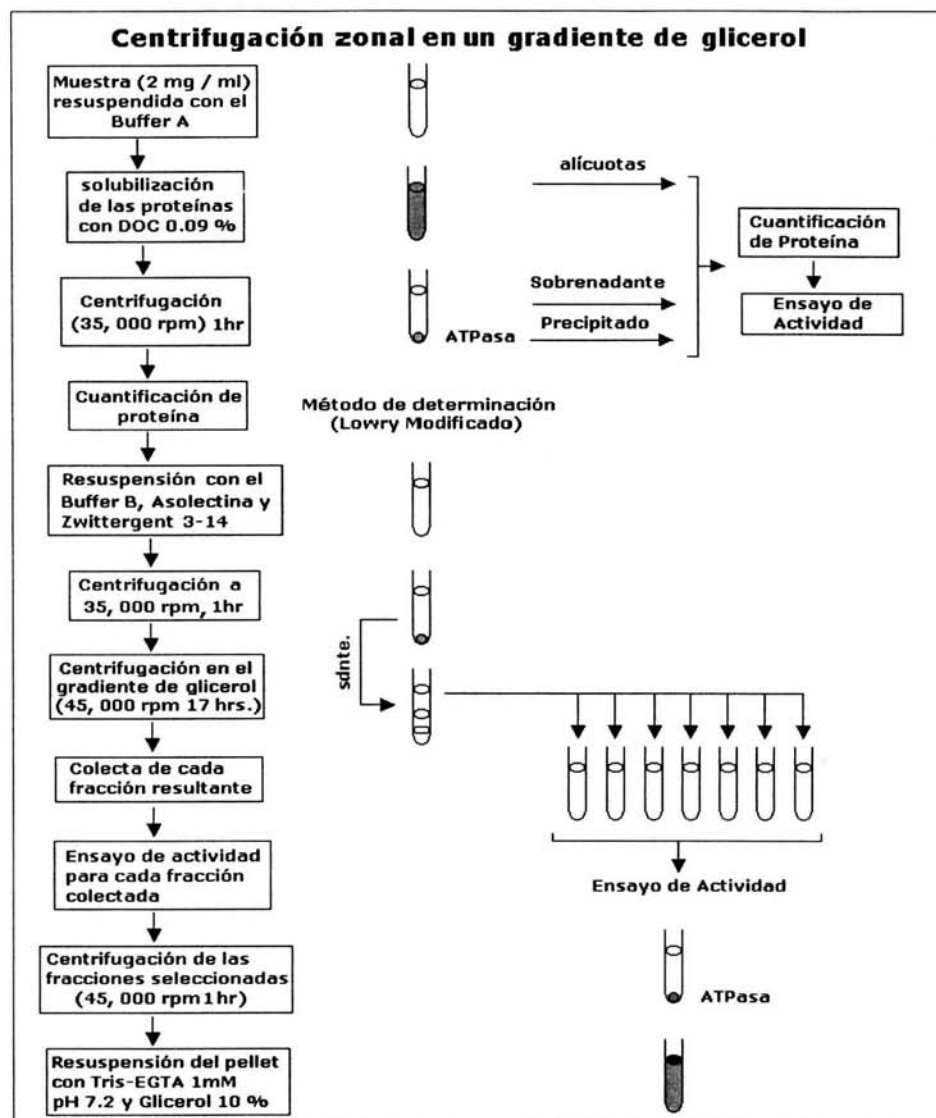 Centrifugación zonal en un gradiente de glicerol
Muestra (2 mg / ml)
resuspendida con el
Buffer A
solubilización
de las proteínas
con DOC 0.09 %
alícuotas
Cuantificación
de Proteína
Ensayo de
Actividad
Centrifugación
(35, 000 rpm) 1hr
Sobrenadante
Precipitado
ATPasa
Cuantificación de
proteína
Método de determinación
(Lowry Modificado)
Resuspensión con el
Buffer B, Asolectina y
Zwittergent 3-14
Centrifugación a
35, 000 rpm, 1hr
sdnte.
Centrifugación en el
gradiente de glicerol
(45, 000 rpm 17 hrs.)
Colecta de cada
fracción resultante
Ensayo de actividad
para cada fracción
colectada
Ensayo de Actividad
Centrifugación de las
fracciones seleccionadas
(45, 000 rpm 1hr)
ATPasa
Resuspensión del pellet
con Tris-EGTA 1mM
pH 7.2 y Glicerol 10 %